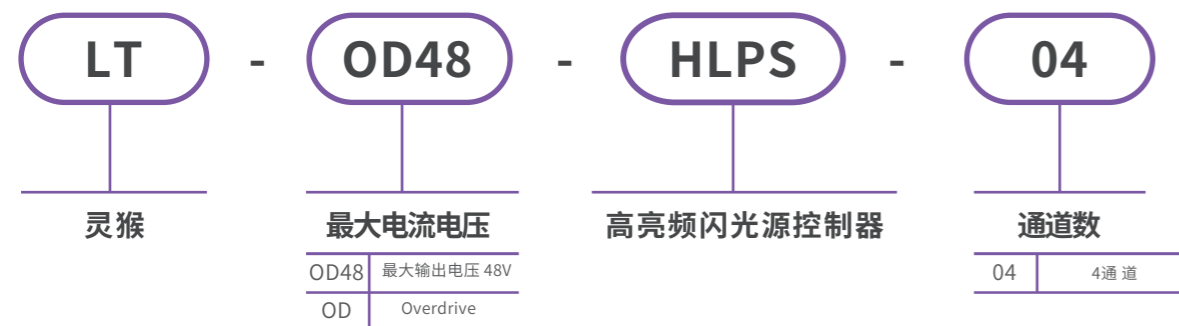 LT - OD48 - HLPS - 04
灵猴 最大电流电压 高亮频闪光源控制器 通道数
OD48 最大输出电压 48V 04 4通 道
OD Overdrive